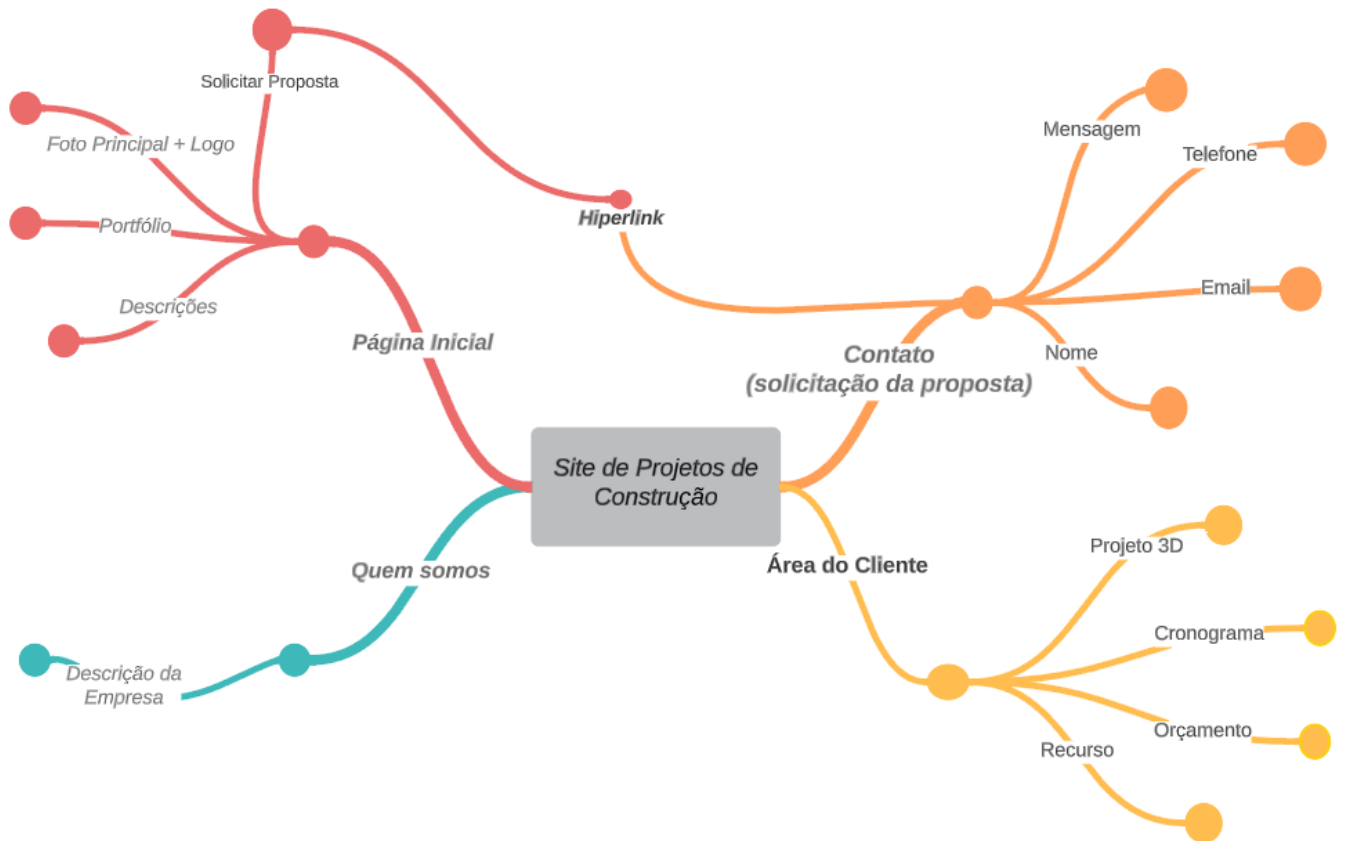 Solicitar Proposta
Foto Principal + Logo
Portfólio
Descrições
Página Inicial
Hiperlink
Mensagem
Telefone
Email
Nome
Contato
(solicitação da proposta)
Site de Projetos de
Construção
Quem somos
Descrição da
Empresa
Área do Cliente
Projeto 3D
Cronograma
Orçamento
Recurso